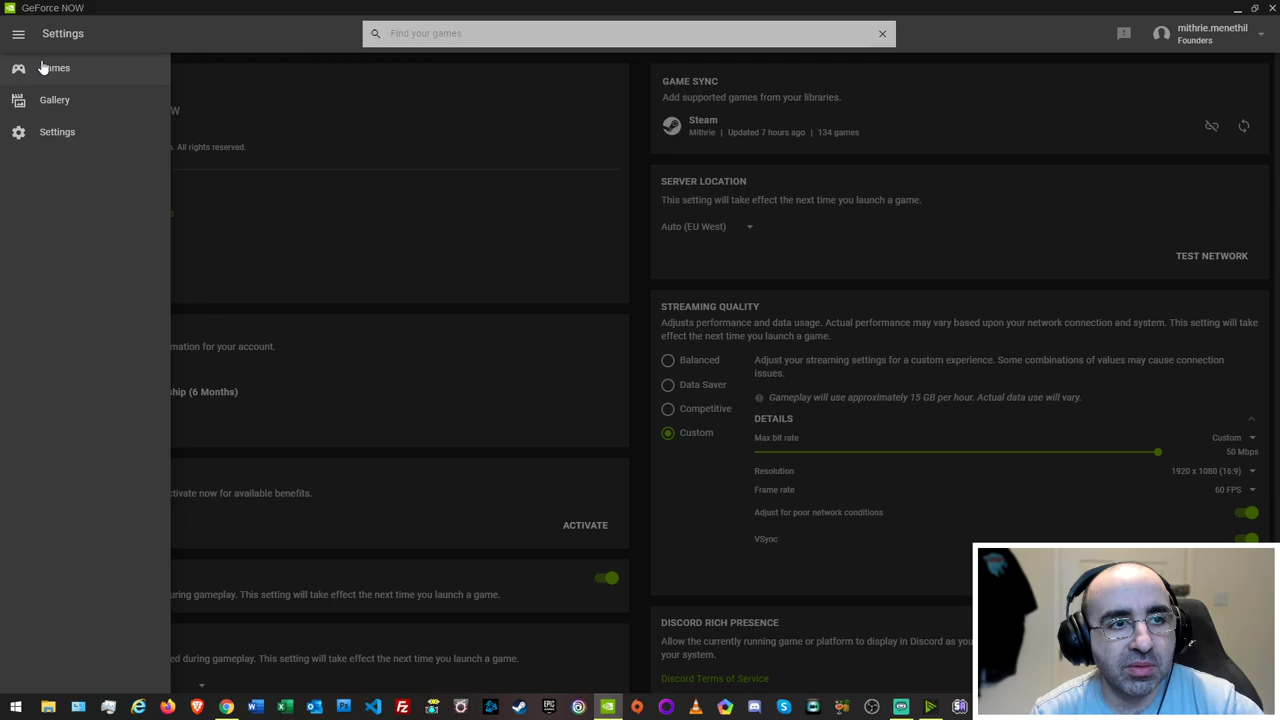 GeForce NOW
Settings
Find your games
mithrie.menethil
Founders
Games
Gallery
Settings
W
s. All rights reserved.
mation for your account.
ship (6 Months)
ctivate now for available benefits.
ACTIVATE
uring gameplay. This setting will take effect the next time you launch a game.
ed during gameplay. This setting will take effect the next time you launch a game.
GAME SYNC
Add supported games from your libraries.
Steam
Mithrie | Updated 7 hours ago | 134 games
SERVER LOCATION
This setting will take effect the next time you launch a game.
Auto (EU West)
TEST NETWORK
STREAMING QUALITY
Adjusts performance and data usage. Actual performance may vary based upon your network connection and system. This setting will take
effect the next time you launch a game.
Balanced
Data Saver
Competitive
Custom
Adjust your streaming settings for a custom experience. Some combinations of values may cause connection
issues.
Gameplay will use approximately 15 GB per hour. Actual data use will vary.
DETAILS
Max bit rate
Custom
50 Mbps
Resolution
1920 x 1080 (16:9)
Frame rate
60 FPS
Adjust for poor network conditions
VSync
DISCORD RICH PRESENCE
Allow the currently running game or platform to display in Discord as you
your system.
Discord Terms of Service